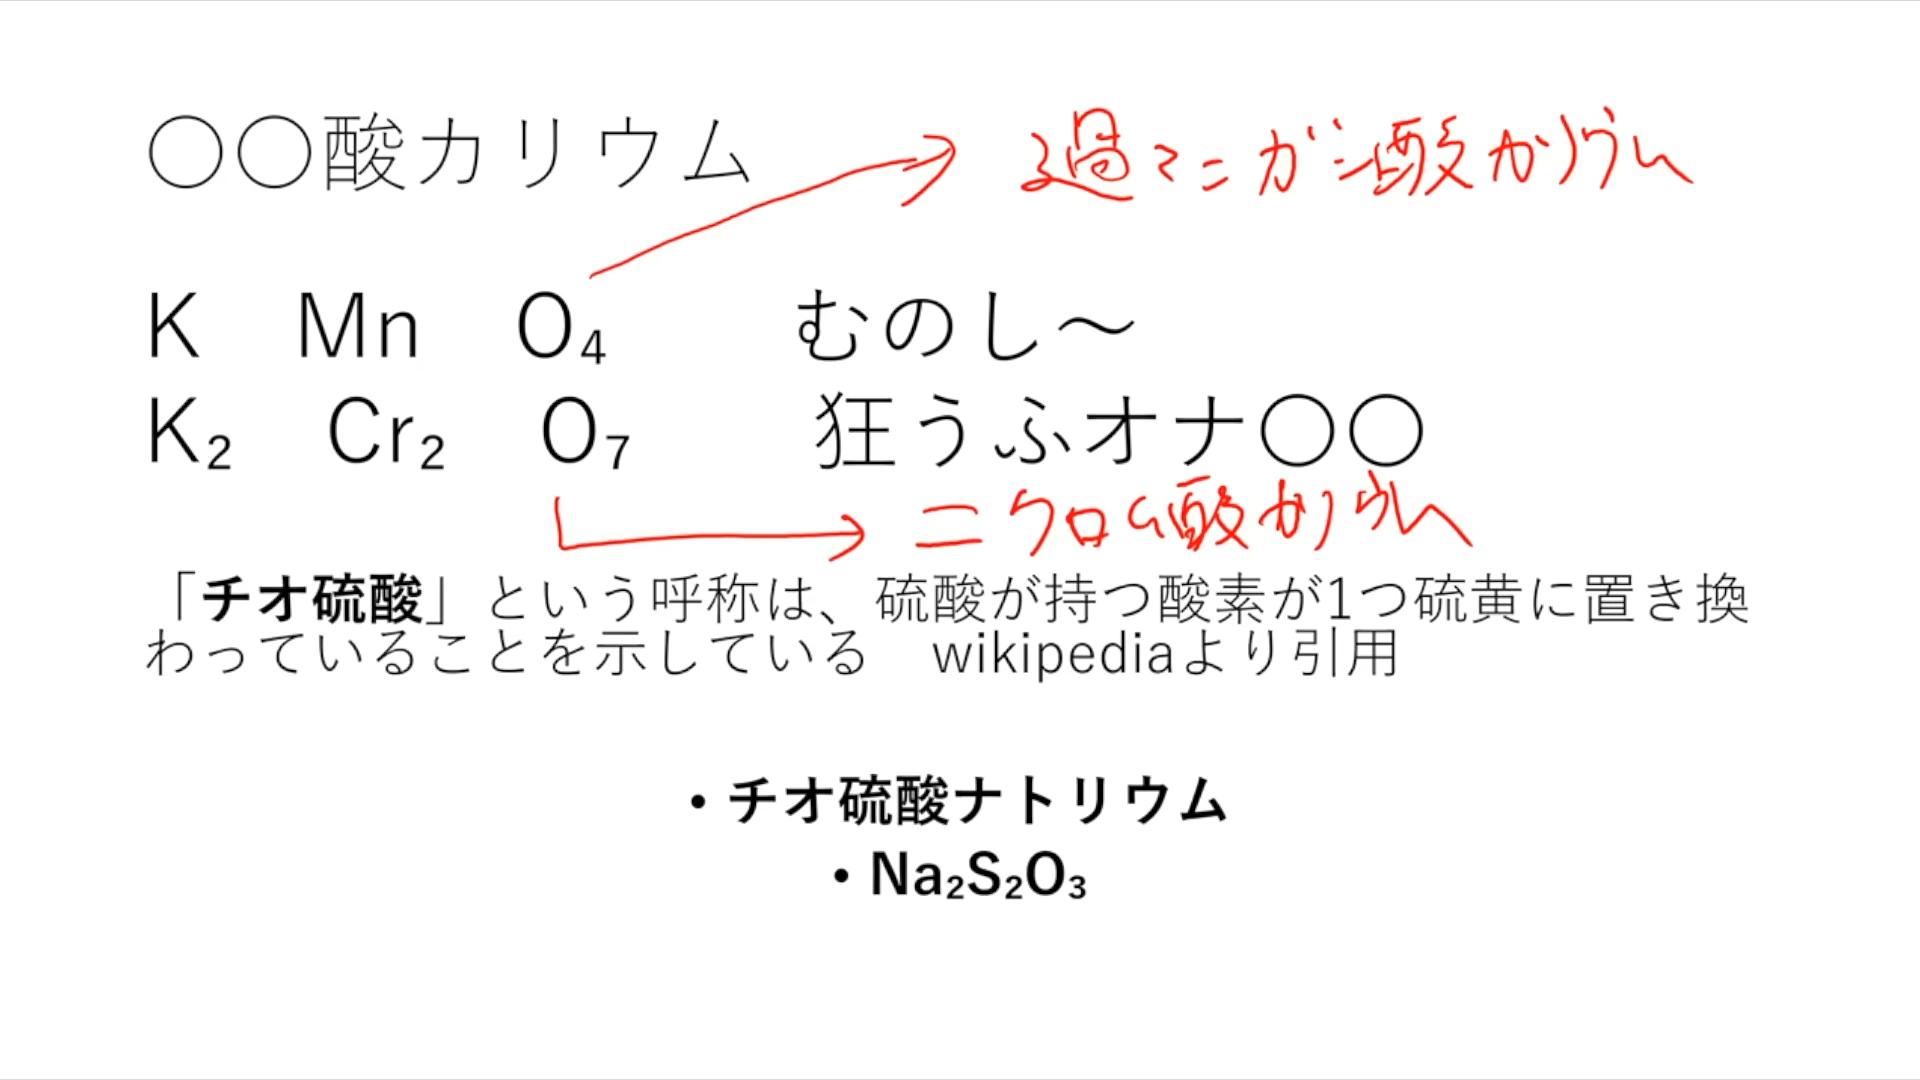 〇〇酸カリウム
過マンガン酸カリウム
K Mn O₄ むのし～
K₂ Cr₂ O₇ 狂うふオナ〇〇
ニクロム酸カリウム
「チオ硫酸」という呼称は、硫酸が持つ酸素が1つ硫黄に置き換
わっていることを示している wikipediaより引用
・チオ硫酸ナトリウム
・Na₂S₂O₃